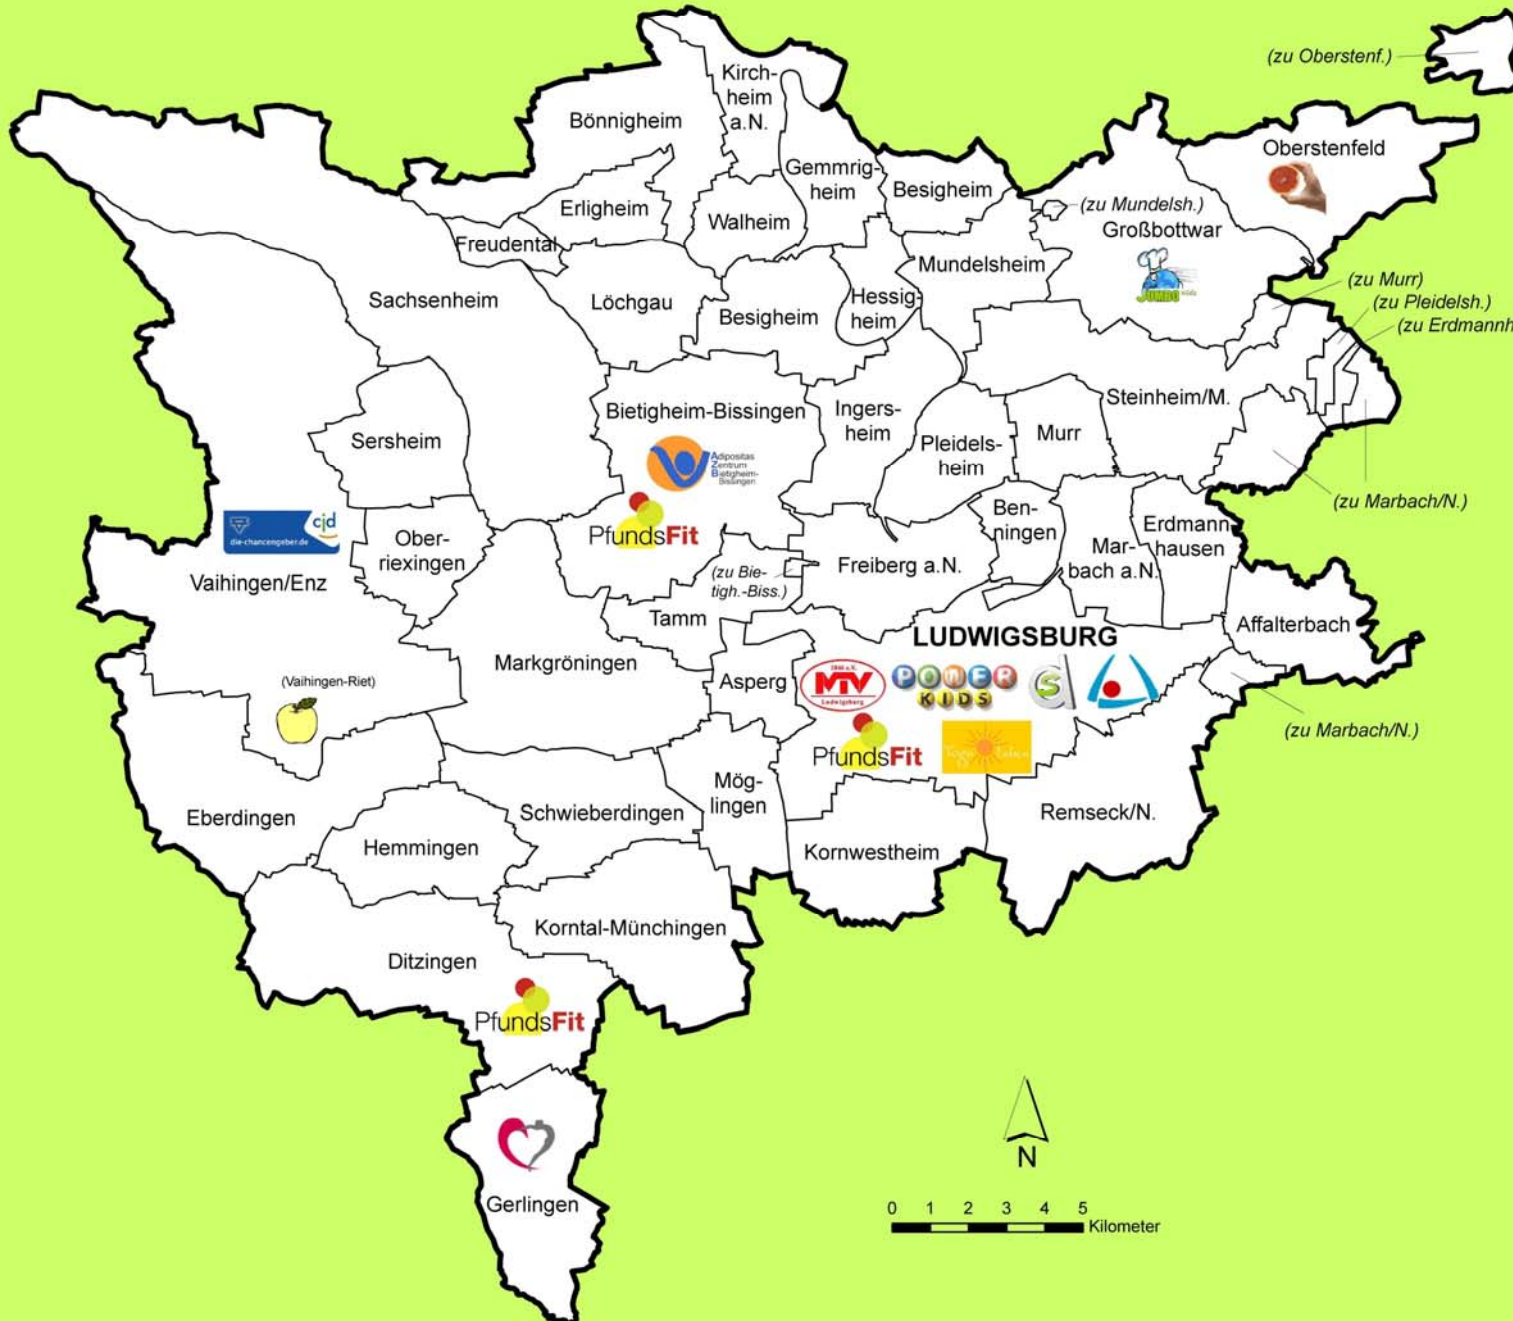 (zu Oberstenf.)
Kirch-
heim
a.N.
Bönnigheim
Oberstenfeld
Gemmrig-
heim
Besigheim
Erligheim
Walheim
(zu Mundelsh.)
Großbottwar
Freudental
Mundelsheim
JUMBO
(zu Murr)
Sachsenheim
Löchgau
Hessig-
heim
Besigheim
(zu Pleidelsh.)
(zu Erdmannh
Steinheim/M.
Bietigheim-Bissingen
Ingers-
heim
Sersheim
Pleidels-
heim
Murr
Adipositas
Zentrum
Bietigheim-
Bissingen
(zu Marbach/N.)
cjd
die-chancengeber.de
PfundsFit
Ober-
riexingen
Ben-
ningen
Erdmann
hausen
Mar-
bach a.N.
Freiberg a.N.
Vaihingen/Enz
(zu Bie-
tigh.-Biss.)
Tamm
Affalterbach
LUDWIGSBURG
Markgröningen
Asperg
MTV
Ludwigsburg
POWER
KIDS
ds
(Vaihingen-Riet)
(zu Marbach/N.)
PfundsFit
Mög-
lingen
Eberdingen
Schwieberdingen
Remseck/N.
Hemmingen
Kornwestheim
Korntal-Münchingen
Ditzingen
PfundsFit
N
Gerlingen
0 1 2 3 4 5
Kilometer